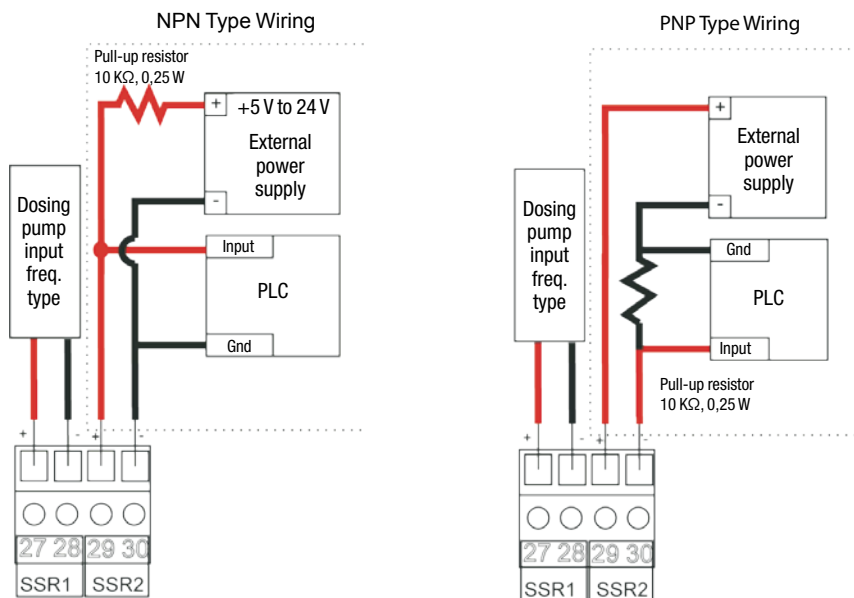 NPN Type Wiring
Pull-up resistor
10 KΩ, 0,25 W
+ +5 V to 24 V
External
power
supply
-
Dosing
pump
input
freq.
type
Input
PLC
Gnd
+ - + -
27 28 29 30
SSR1 SSR2
PNP Type Wiring
+
External
power
supply
-
Dosing
pump
input
freq.
type
Gnd
PLC
Input
Pull-up resistor
10 KΩ, 0,25 W
+ - + -
27 28 29 30
SSR1 SSR2